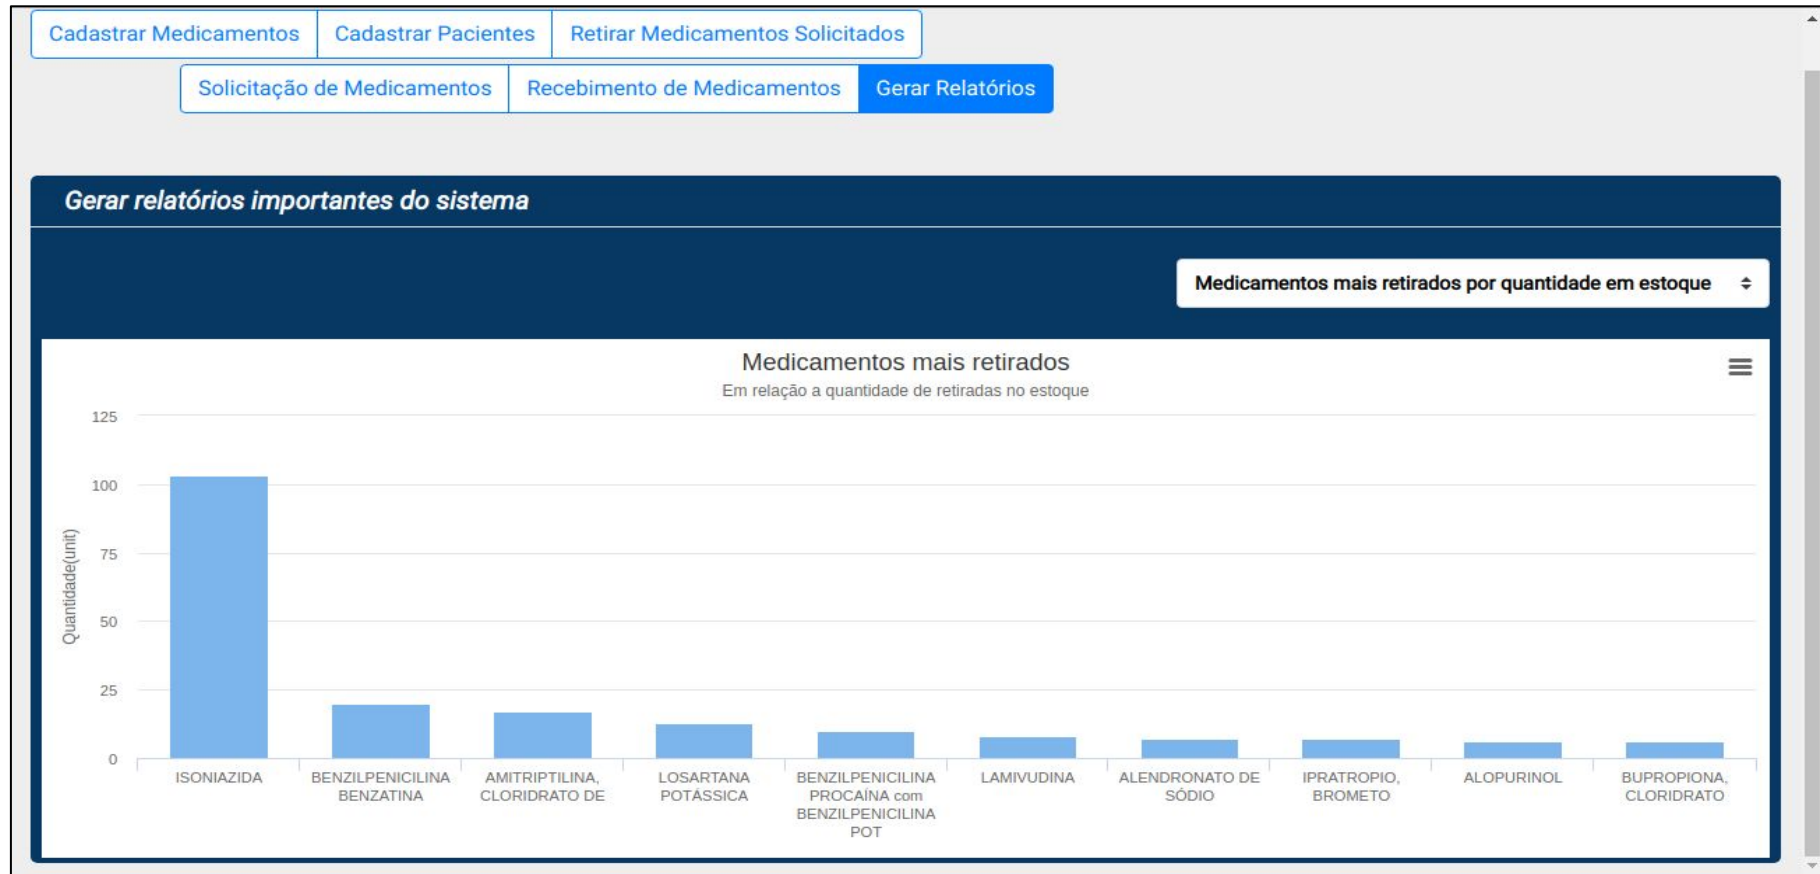 Cadastrar Medicamentos
Cadastrar Pacientes
Retirar Medicamentos Solicitados
Solicitação de Medicamentos
Recebimento de Medicamentos
Gerar Relatórios
Gerar relatórios importantes do sistema
Medicamentos mais retirados por quantidade em estoque
Medicamentos mais retirados
Em relação a quantidade de retiradas no estoque
Quantidade(unit)
125
100
75
50
25
0
ISONIAZIDA
BENZILPENICILINA
BENZATINA
AMITRIPTILINA,
CLORIDRATO DE
LOSARTANA
POTÁSSICA
BENZILPENICILINA
PROCAÍNA com
BENZILPENICILINA
POT
LAMIVUDINA
ALENDRONATO DE
SÓDIO
IPRATROPIO,
BROMETO
ALOPURINOL
BUPROPIONA,
CLORIDRATO